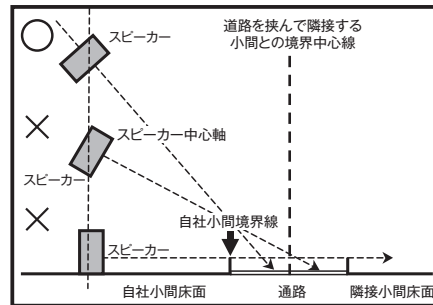 スピーカー
道路を挟んで隣接する
小間との境界中心線
スピーカー中心軸
スピーカー
自社小間境界線
スピーカー
自社小間床面
通路
隣接小間床面